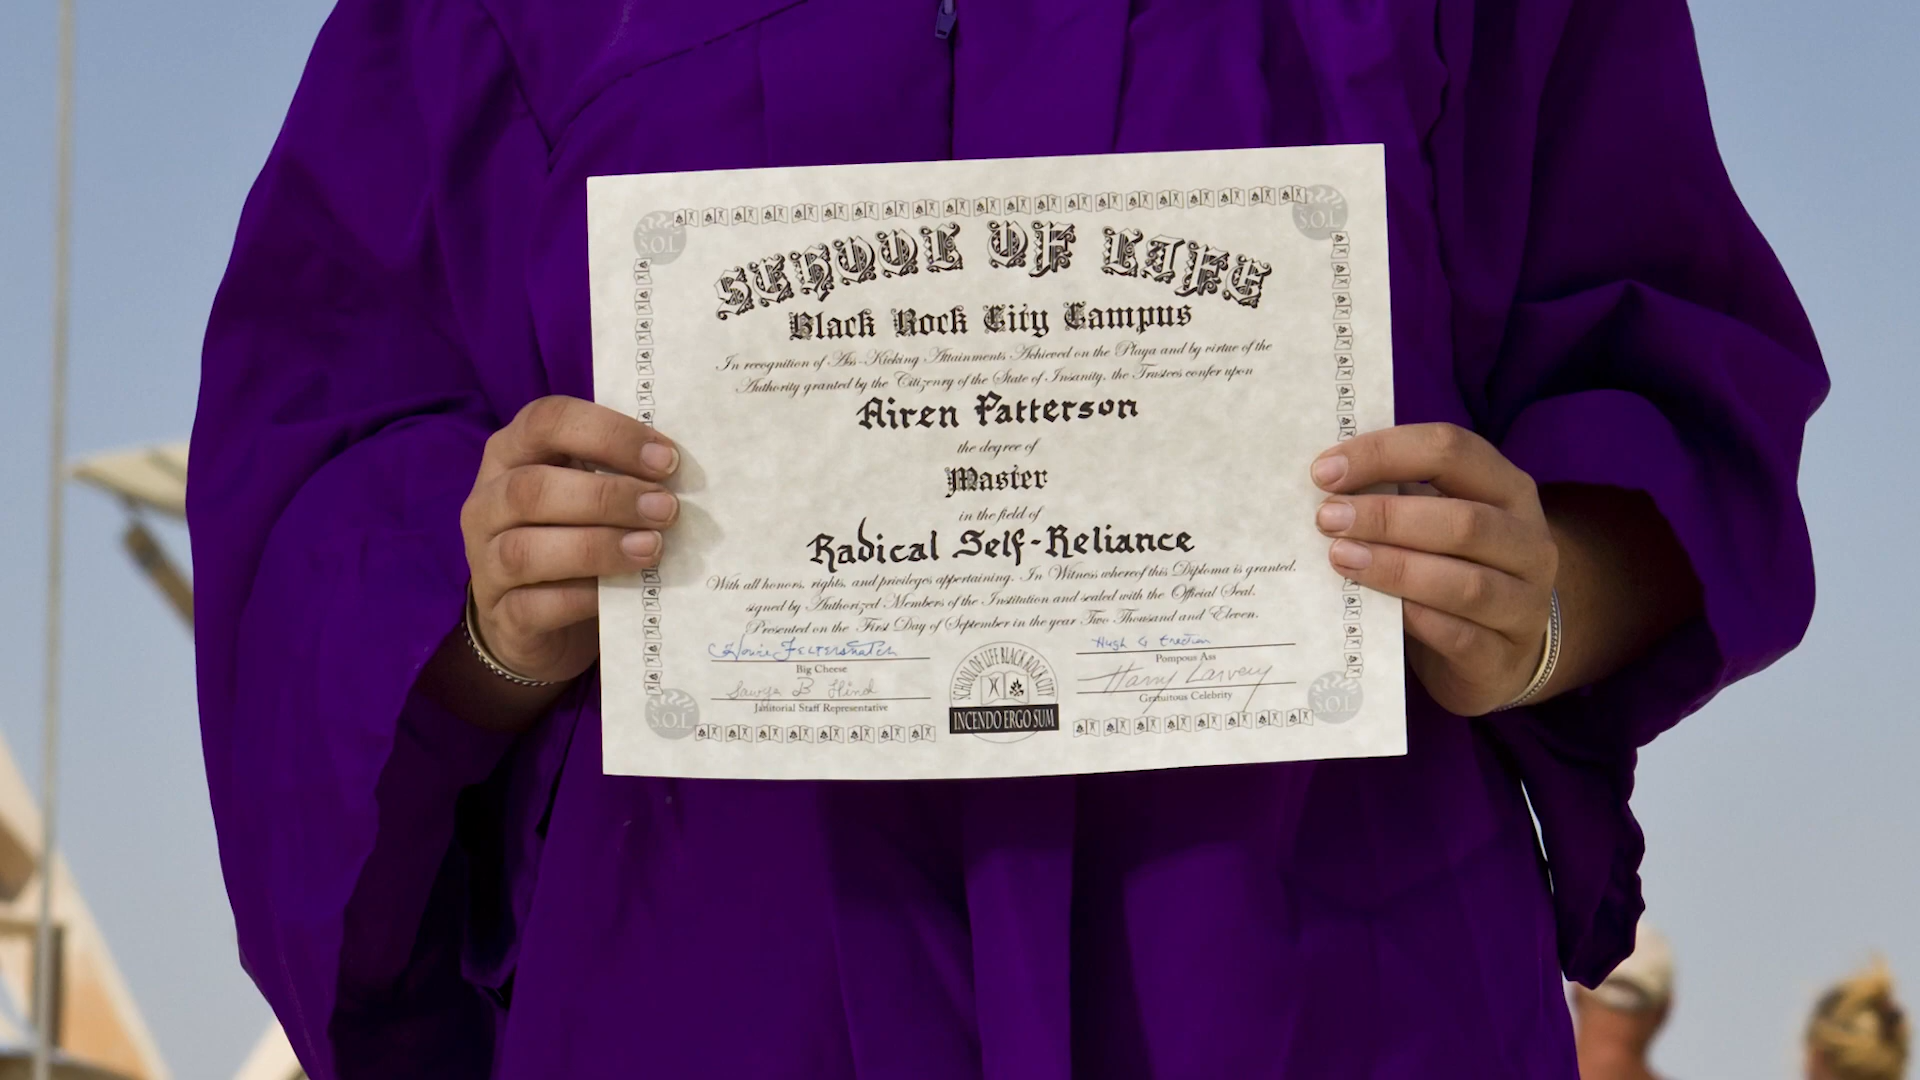 S.O.L.
S.O.L.
SCHOOL OF LIFE
Black Rock City Campus
In recognition of Ass-Kicking Attainments Achieved on the Playa and by virtue of the
Authority granted by the Citizenry of the State of Insanity, the Trustees confer upon
Airen Patterson
the degree of
Master
in the field of
Radical Self-Reliance
With all honors, rights, and privileges appertaining. In Witness whereof this Diploma is granted,
signed by Authorized Members of the Institution and sealed with the Official Seal.
Presented on the First Day of September in the year Two Thousand and Eleven.
Hugh G Erection
Big Cheese
Pompous Ass
Harry Larvey
Janitorial Staff Representative
Gratuitous Celebrity
SCHOOL OF LIFE BLACK ROCK CITY
INCENDO ERGO SUM
S.O.L.
S.O.L.